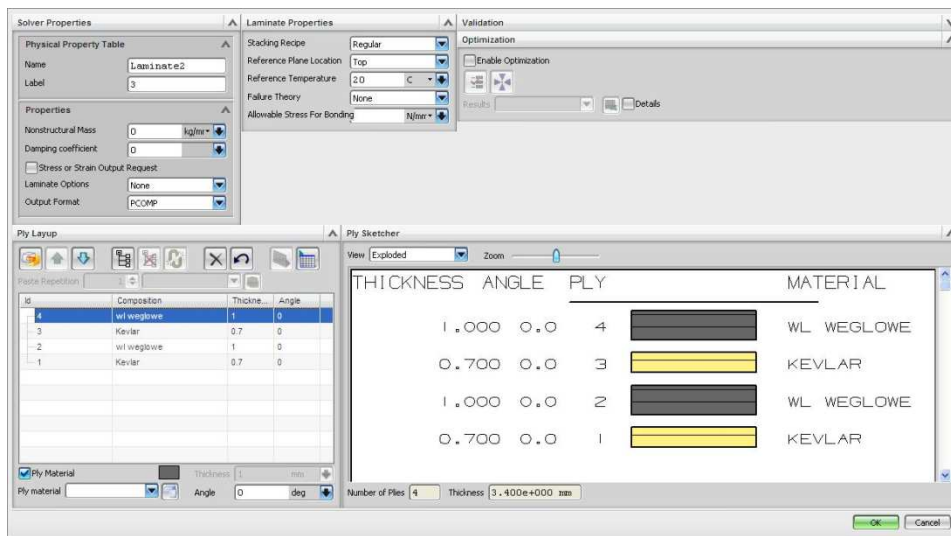 Solver Properties
Physical Property Table
Name Laminate2
Label 3
Properties
Nonstructural Mass 0 kg/mr
Damping coefficient 0
Stress or Strain Output Request
Laminate Options None
Output Format PCOMP
Laminate Properties
Stacking Recipe Regular
Reference Plane Location Top
Reference Temperature 20 C
Failure Theory None
Allowable Stress For Bonding N/mr
Validation
Optimization
Enable Optimization
Results Details
Ply Layup
Paste Repetition 1
Id Composition Thickne... Angle
4 wl weglowe 1 0
3 Kevlar 0.7 0
2 wl weglowe 1 0
1 Kevlar 0.7 0
Ply Material Thickness 1 mm
Ply material Angle 0 deg
Ply Sketcher
View Exploded Zoom
THICKNESS ANGLE PLY MATERIAL
1.000 0.0 4 WL WEGLOWE
0.700 0.0 3 KEVLAR
1.000 0.0 2 WL WEGLOWE
0.700 0.0 1 KEVLAR
Number of Plies 4 Thickness 3.400e+000 mm
OK Cancel